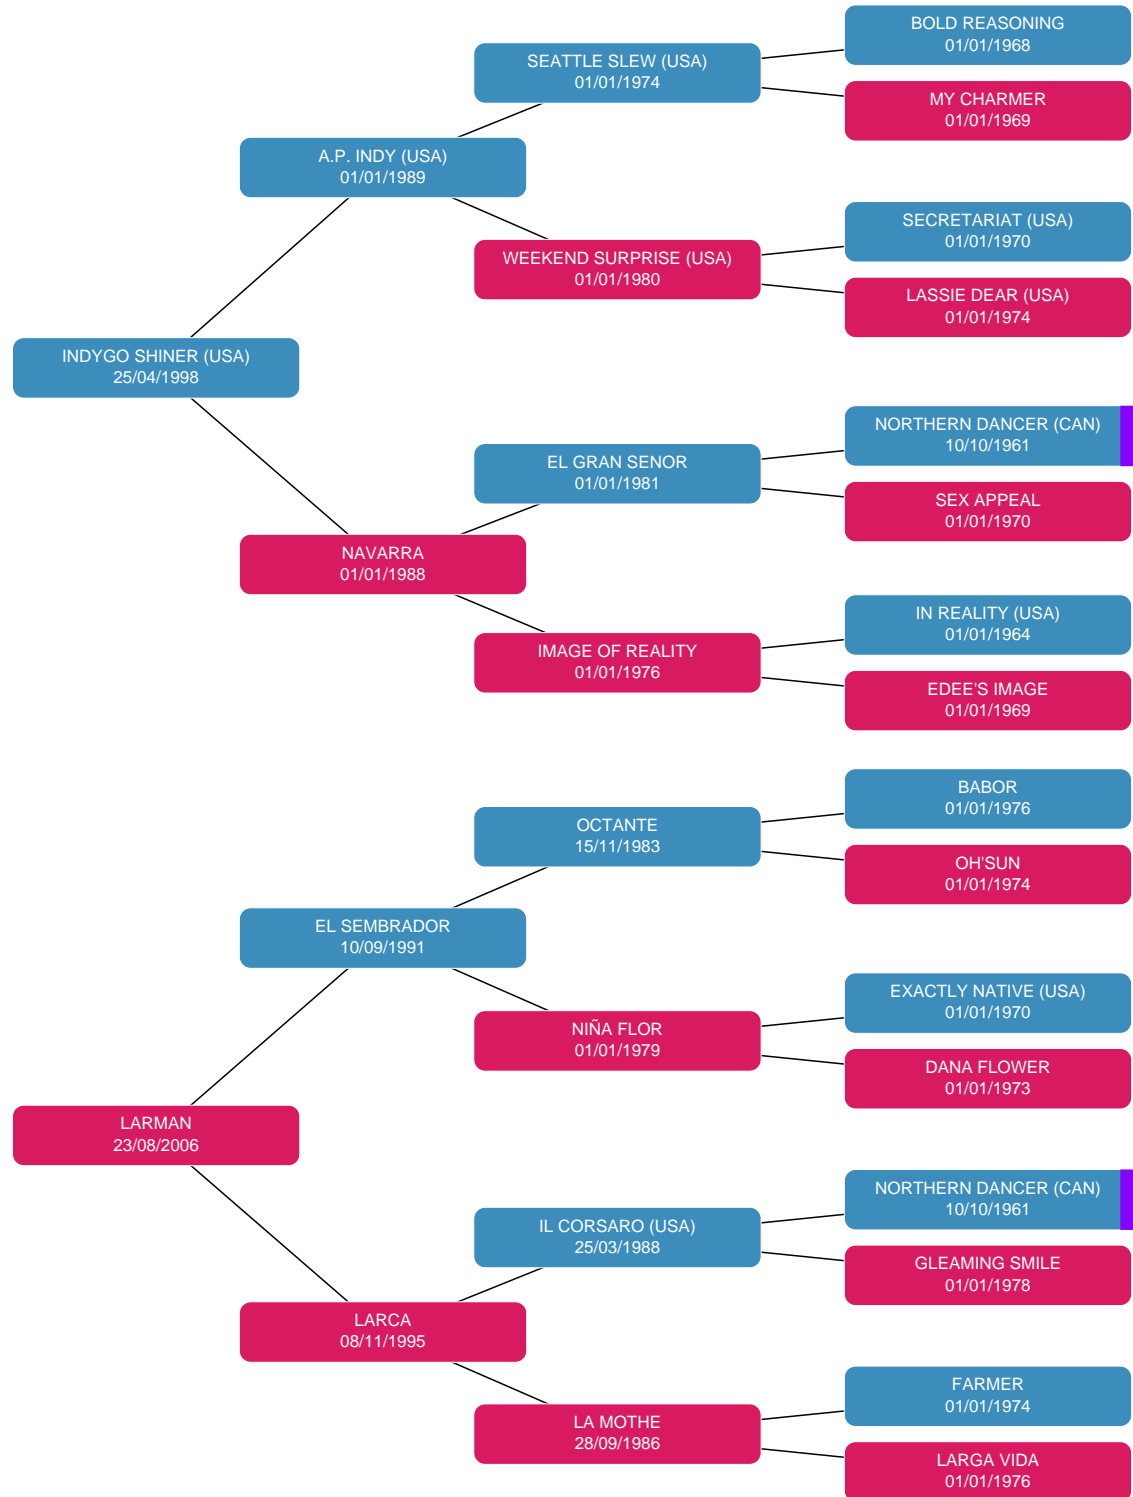 BOLD REASONING
01/01/1968
SEATTLE SLEW (USA)
01/01/1974
MY CHARMER
01/01/1969
A.P. INDY (USA)
01/01/1989
SECRETARIAT (USA)
01/01/1970
WEEKEND SURPRISE (USA)
01/01/1980
LASSIE DEAR (USA)
01/01/1974
INDYGO SHINER (USA)
25/04/1998
NORTHERN DANCER (CAN)
10/10/1961
EL GRAN SENOR
01/01/1981
SEX APPEAL
01/01/1970
NAVARRA
01/01/1988
IN REALITY (USA)
01/01/1964
IMAGE OF REALITY
01/01/1976
EDEE'S IMAGE
01/01/1969
BABOR
01/01/1976
OCTANTE
15/11/1983
OH'SUN
01/01/1974
EL SEMBRADOR
10/09/1991
EXACTLY NATIVE (USA)
01/01/1970
NIÑA FLOR
01/01/1979
DANA FLOWER
01/01/1973
LARMAN
23/08/2006
NORTHERN DANCER (CAN)
10/10/1961
IL CORSARO (USA)
25/03/1988
GLEAMING SMILE
01/01/1978
LARCA
08/11/1995
FARMER
01/01/1974
LA MOTHE
28/09/1986
LARGA VIDA
01/01/1976